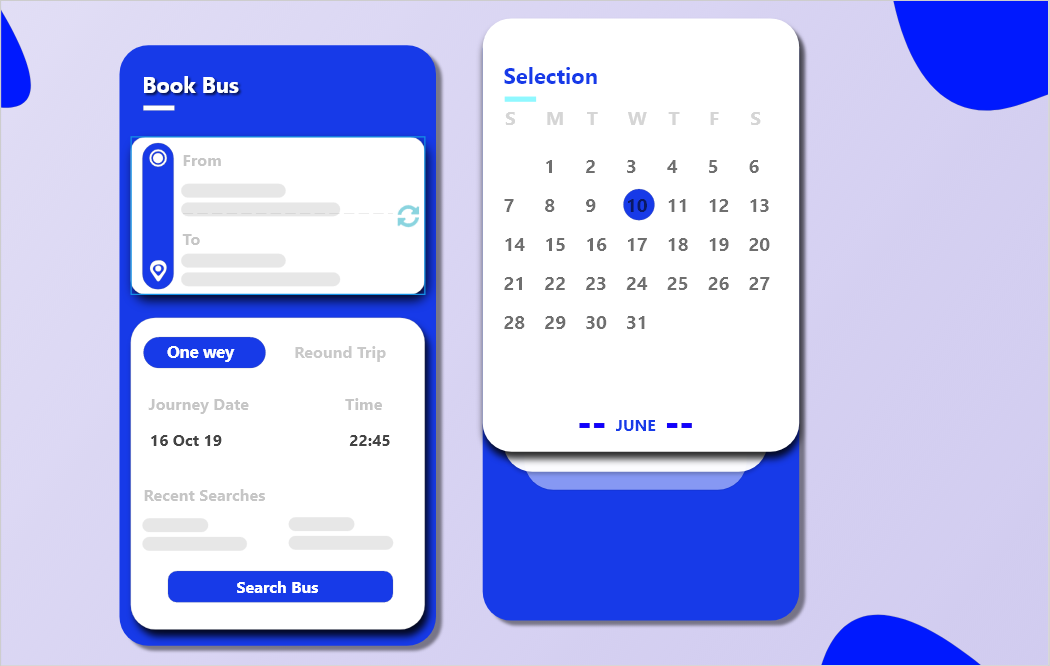 Book Bus
From
To
One wey Reound Trip
Journey Date Time
16 Oct 19 22:45
Recent Searches
Search Bus
Selection
S M T W T F S
1 2 3 4 5 6
7 8 9 10 11 12 13
14 15 16 17 18 19 20
21 22 23 24 25 26 27
28 29 30 31
JUNE